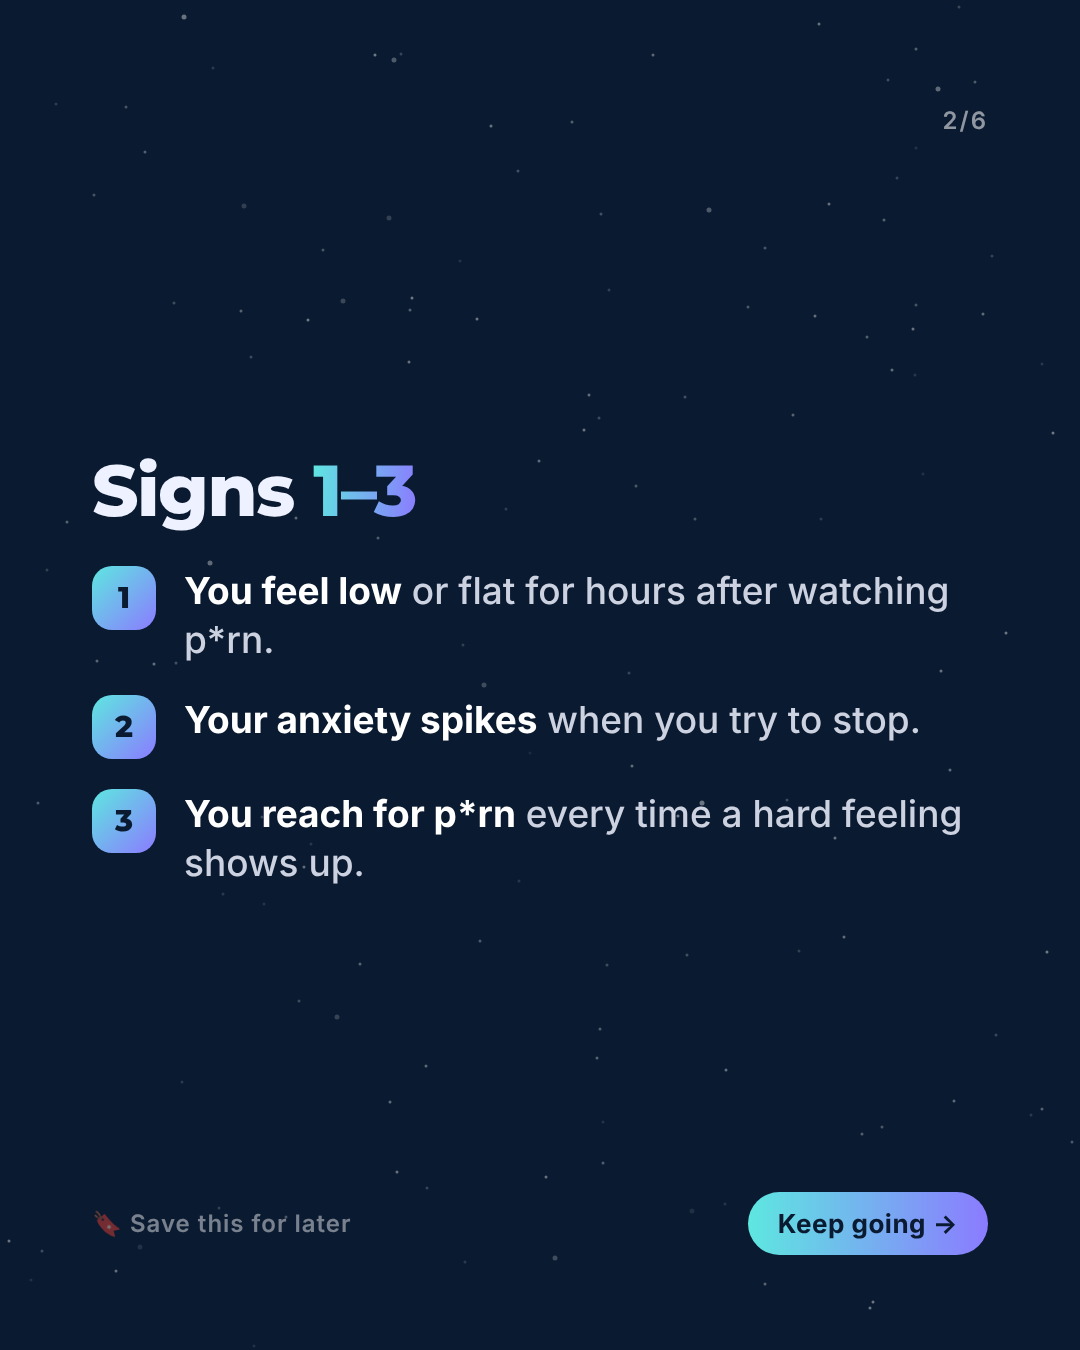 2/6
Signs 1–3
1 You feel low or flat for hours after watching
p*rn.
2 Your anxiety spikes when you try to stop.
3 You reach for p*rn every time a hard feeling
shows up.
🔖 Save this for later
Keep going →